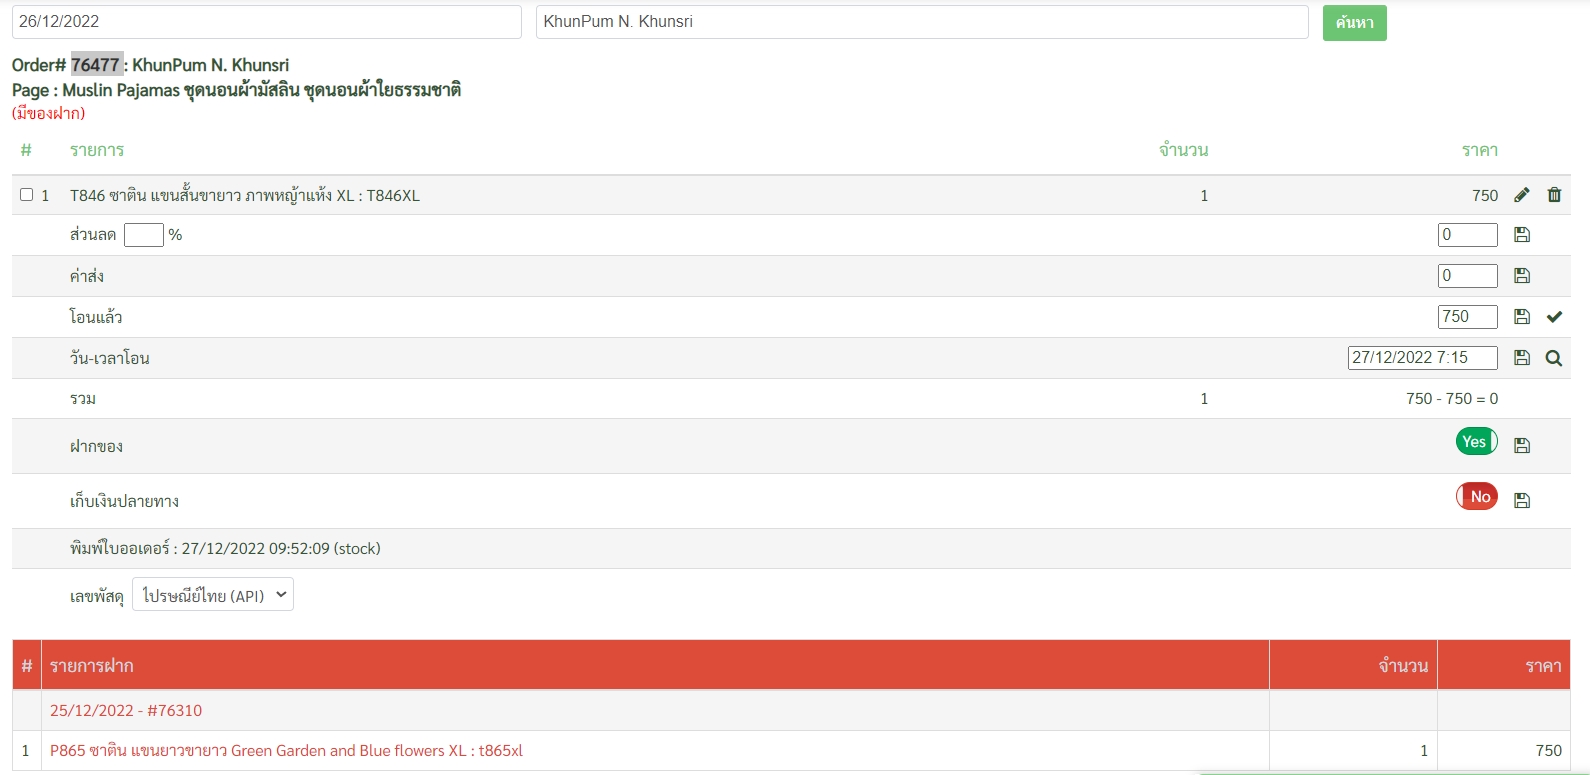 26/12/2022 KhunPum N. Khunsri ค้นหา
Order# 76477 : KhunPum N. Khunsri
Page : Muslin Pajamas ชุดนอนผ้ามัสลิน ชุดนอนผ้าใยธรรมชาติ
(มีของฝาก)
# รายการ จำนวน ราคา
1 T846 ซาติน แขนสั้นขายาว ภาพหญ้าแห้ง XL : T846XL 1 750
ส่วนลด % 0
ค่าส่ง 0
โอนแล้ว 750
วัน-เวลาโอน 27/12/2022 7:15
รวม 1 750 - 750 = 0
ฝากของ Yes
เก็บเงินปลายทาง No
พิมพ์ใบออเดอร์ : 27/12/2022 09:52:09 (stock)
เลขพัสดุ ไปรษณีย์ไทย (API)
# รายการฝาก จำนวน ราคา
25/12/2022 - #76310
1 P865 ซาติน แขนยาวขายาว Green Garden and Blue flowers XL : t865xl 1 750